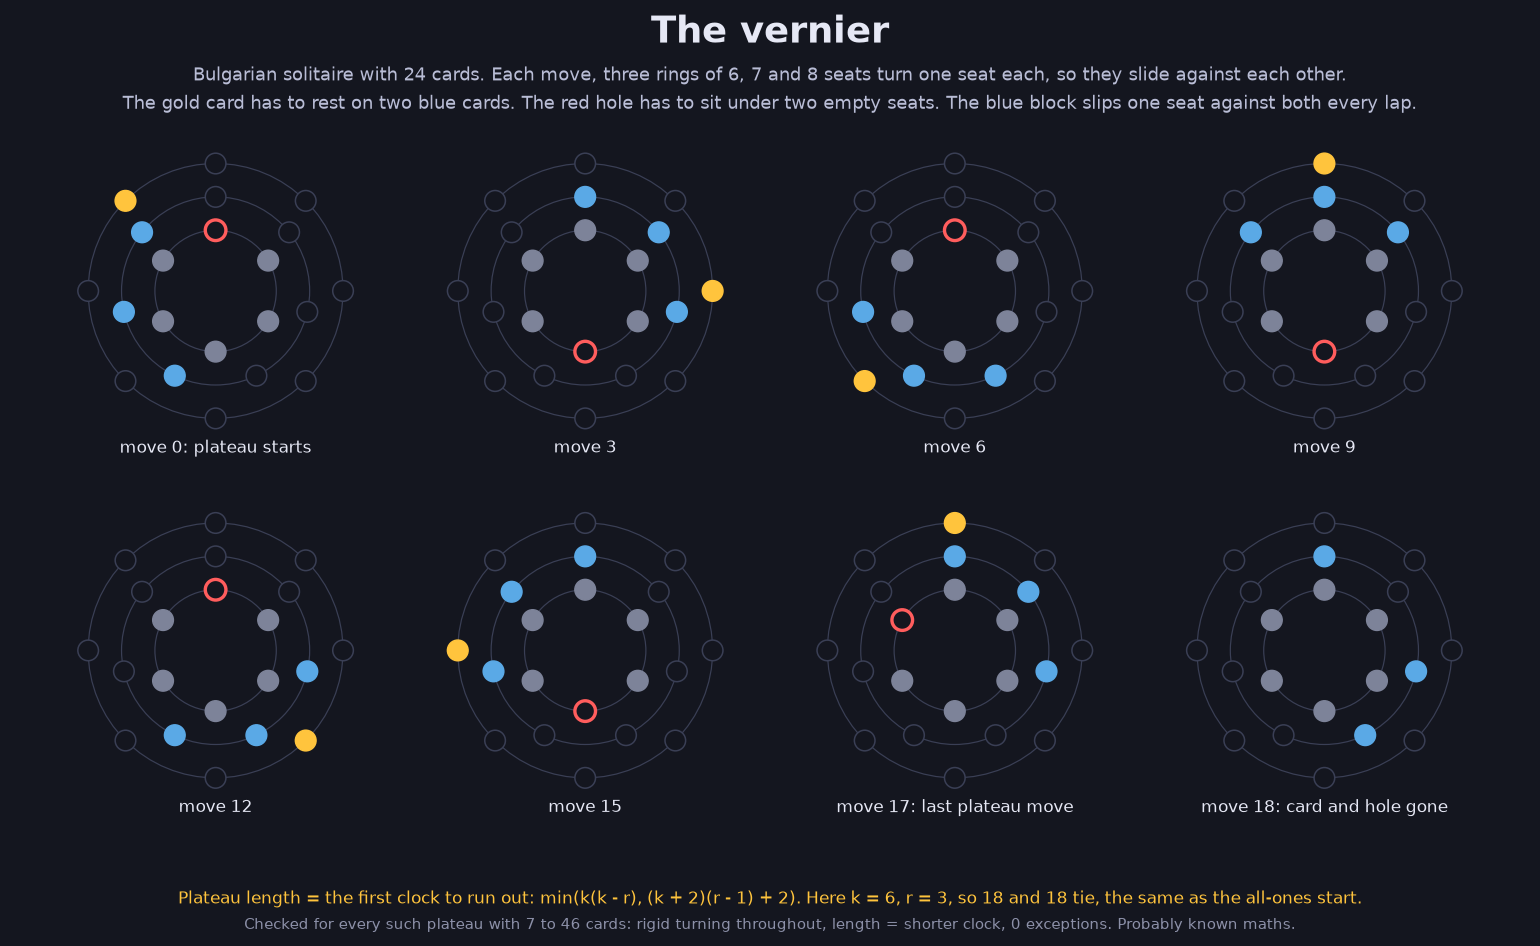 The vernier
Bulgarian solitaire with 24 cards. Each move, three rings of 6, 7 and 8 seats turn one seat each, so they slide against each other.
The gold card has to rest on two blue cards. The red hole has to sit under two empty seats. The blue block slips one seat against both every lap.
move 0: plateau starts
move 3
move 6
move 9
move 12
move 15
move 17: last plateau move
move 18: card and hole gone
Plateau length = the first clock to run out: min(k(k - r), (k + 2)(r - 1) + 2). Here k = 6, r = 3, so 18 and 18 tie, the same as the all-ones start.
Checked for every such plateau with 7 to 46 cards: rigid turning throughout, length = shorter clock, 0 exceptions. Probably known maths.